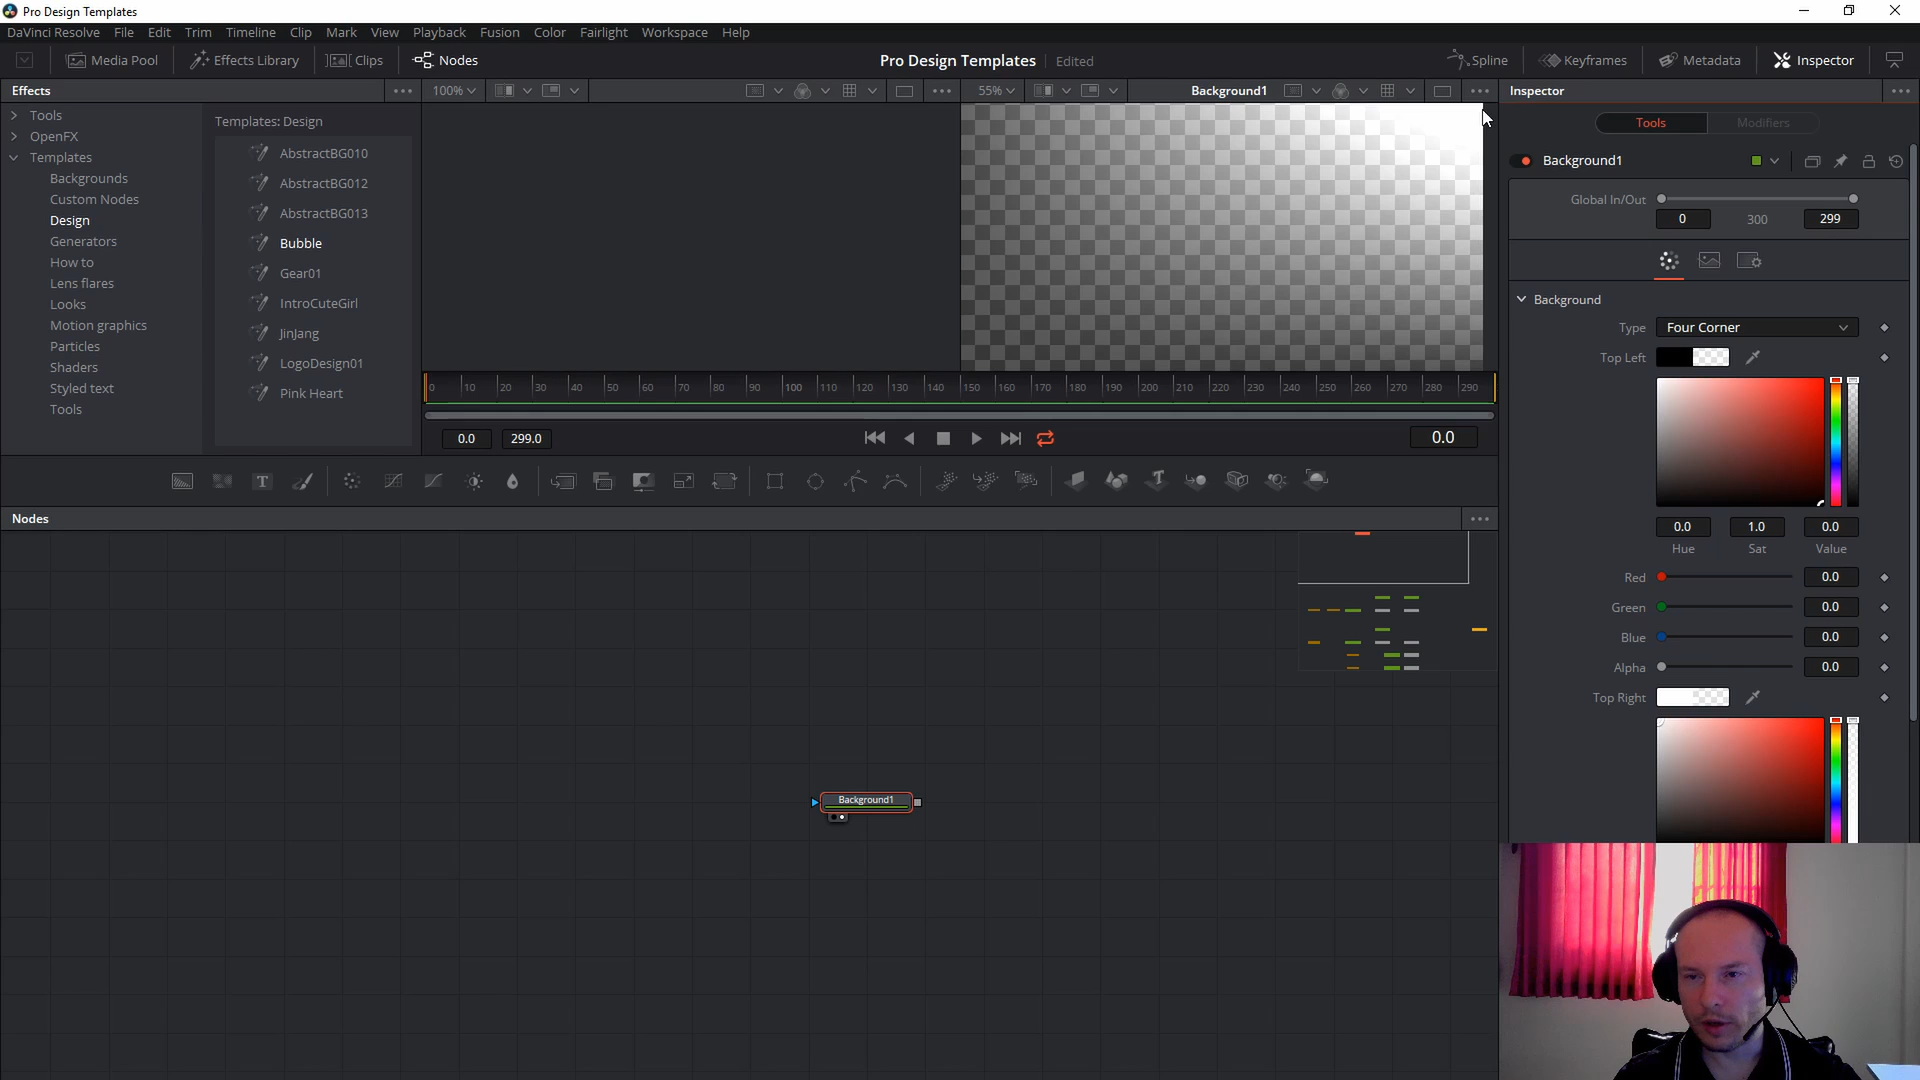 Pro Design Templates
DaVinci Resolve File Edit Trim Timeline Clip Mark View Playback Fusion Color Fairlight Workspace Help
Media Pool Effects Library Clips Nodes Pro Design Templates Edited Spline Keyframes Metadata Inspector
Effects 100% 55% Background1 Inspector
Tools
OpenFX
Templates
Backgrounds
Custom Nodes
Design
Generators
How to
Lens flares
Looks
Motion graphics
Particles
Shaders
Styled text
Tools
Templates: Design
AbstractBG010
AbstractBG012
AbstractBG013
Bubble
Gear01
IntroCuteGirl
JinJang
LogoDesign01
Pink Heart
0 10 20 30 40 50 60 70 80 90 100 110 120 130 140 150 160 170 180 190 200 210 220 230 240 250 260 270 280 290
0.0 299.0 0.0
Nodes
Background1
Tools Modifiers
Background1
Global In/Out
0 300 299
Background
Type Four Corner
Top Left
0.0 1.0 0.0
Hue Sat Value
Red 0.0
Green 0.0
Blue 0.0
Alpha 0.0
Top Right